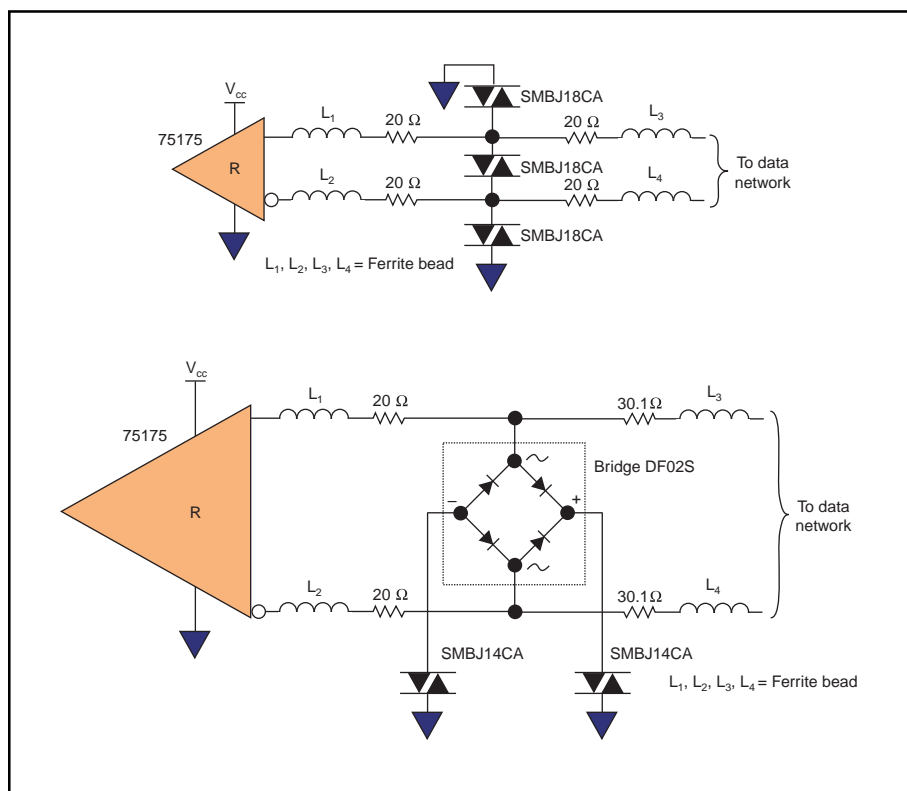 SMBJ18CA
V_cc
75175
L₁
20 Ω
20 Ω
L₃
R
SMBJ18CA
To data
network
L₂
20 Ω
20 Ω
L₄
SMBJ18CA
L₁, L₂, L₃, L₄ = Ferrite bead
V_cc
75175
L₁
20 Ω
30.1Ω
L₃
Bridge DF02S
–
+
R
To data
network
L₂
20 Ω
30.1Ω
L₄
SMBJ14CA
SMBJ14CA
L₁, L₂, L₃, L₄ = Ferrite bead